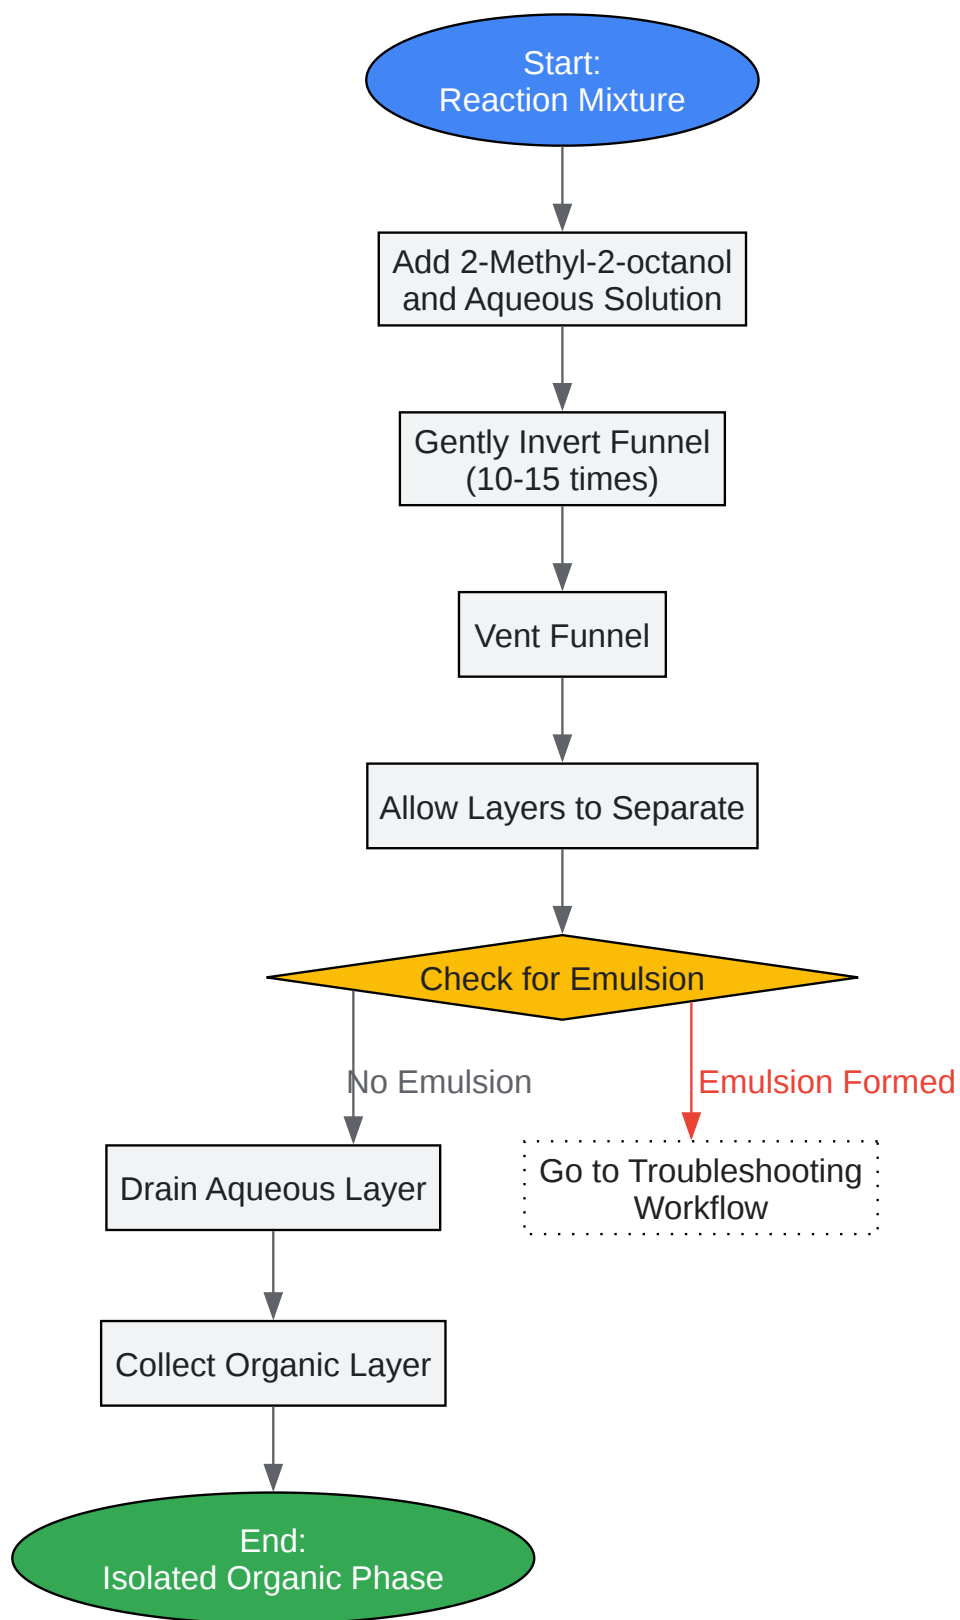 Start:
Reaction Mixture
Add 2-Methyl-2-octanol
and Aqueous Solution
Gently Invert Funnel
(10-15 times)
Vent Funnel
Allow Layers to Separate
Check for Emulsion
No Emulsion
Emulsion Formed
Drain Aqueous Layer
Go to Troubleshooting
Workflow
Collect Organic Layer
End:
Isolated Organic Phase